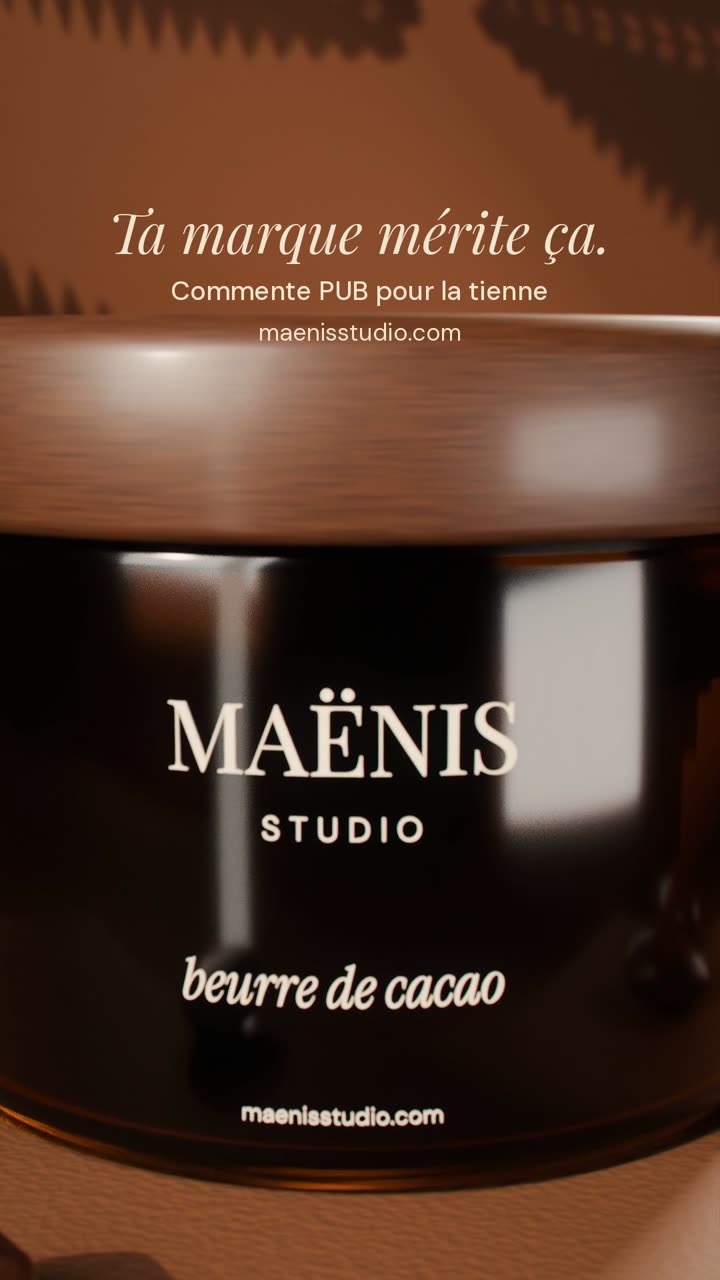 Ta marque mérite ça.
Commente PUB pour la tienne
maenisstudio.com
MAËNIS
STUDIO
beurre de cacao
maenisstudio.com